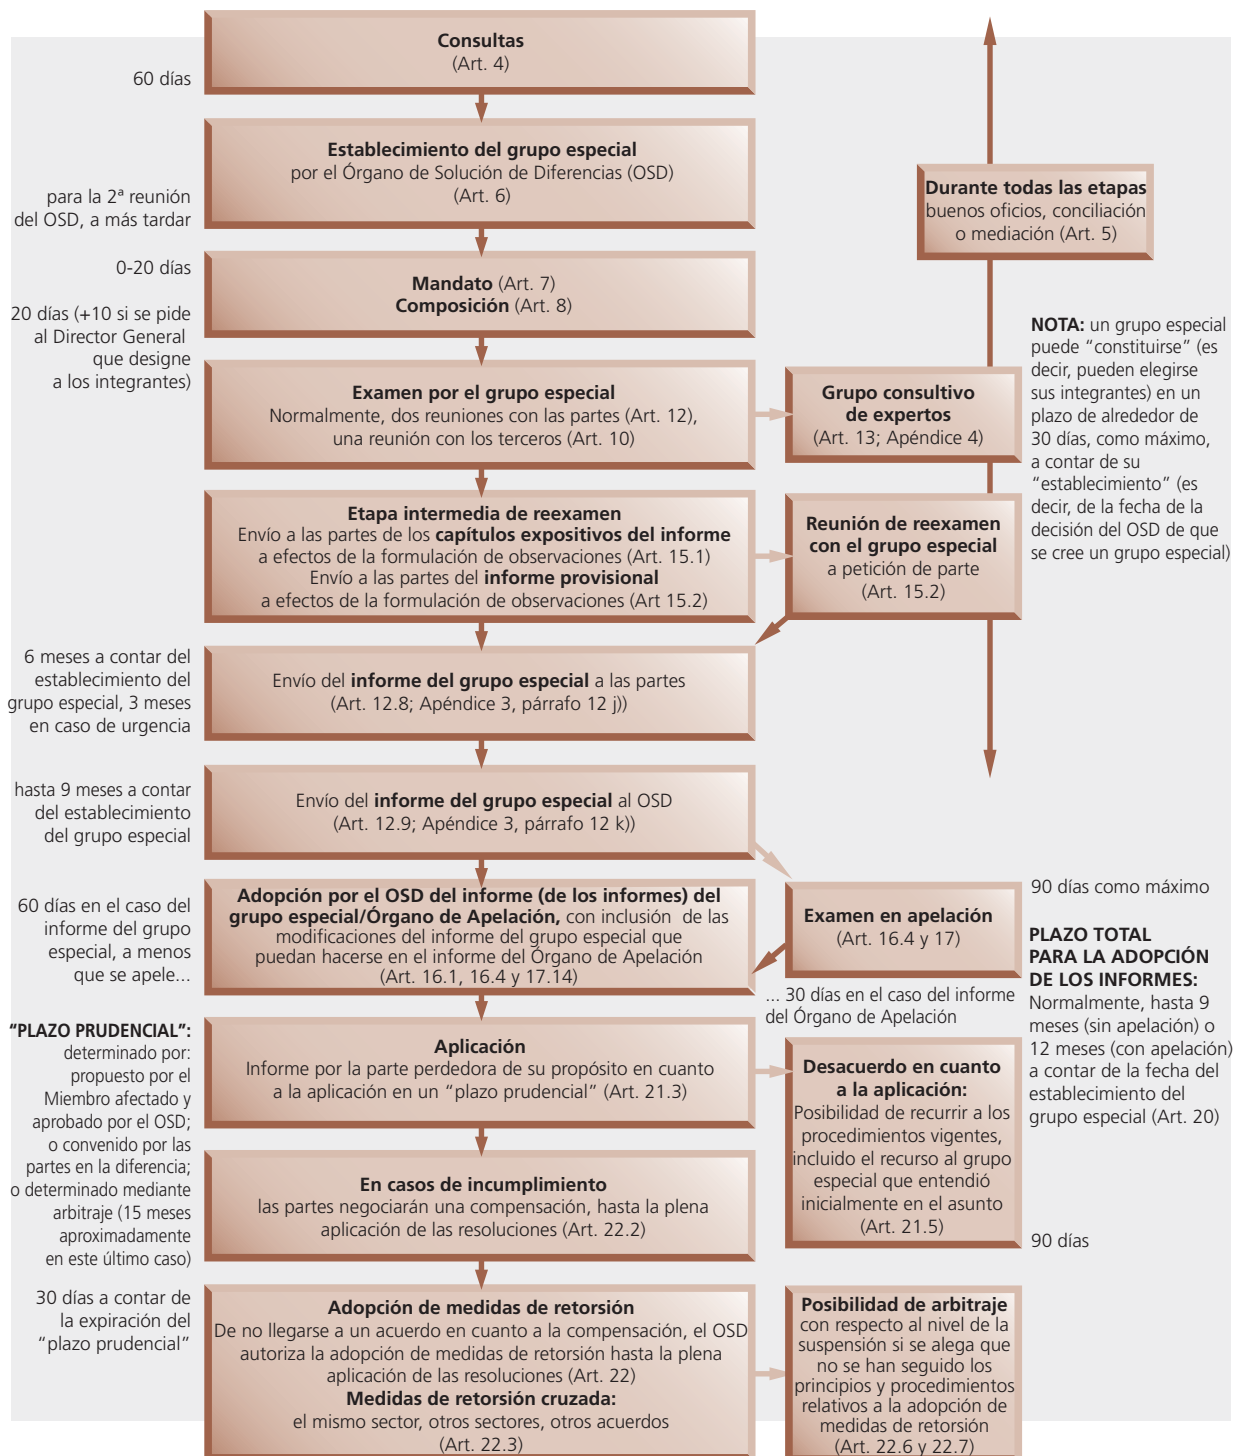 Consultas
(Art. 4)
60 días
Establecimiento del grupo especial
por el Órgano de Solución de Diferencias (OSD)
(Art. 6)
para la 2ª reunión
del OSD, a más tardar
Durante todas las etapas
buenos oficios, conciliación
o mediación (Art. 5)
0-20 días
Mandato (Art. 7)
Composición (Art. 8)
20 días (+10 si se pide
al Director General
que designe
a los integrantes)
NOTA: un grupo especial
puede “constituirse” (es
decir, pueden elegirse
sus integrantes) en un
plazo de alrededor de
30 días, como máximo,
a contar de su
“establecimiento” (es
decir, de la fecha de la
decisión del OSD de que
se cree un grupo especial)
Examen por el grupo especial
Normalmente, dos reuniones con las partes (Art. 12),
una reunión con los terceros (Art. 10)
Grupo consultivo
de expertos
(Art. 13; Apéndice 4)
Etapa intermedia de reexamen
Envío a las partes de los capítulos expositivos del informe
a efectos de la formulación de observaciones (Art. 15.1)
Envío a las partes del informe provisional
a efectos de la formulación de observaciones (Art 15.2)
Reunión de reexamen
con el grupo especial
a petición de parte
(Art. 15.2)
6 meses a contar del
establecimiento del
grupo especial, 3 meses
en caso de urgencia
Envío del informe del grupo especial a las partes
(Art. 12.8; Apéndice 3, párrafo 12 j))
hasta 9 meses a contar
del establecimiento
del grupo especial
Envío del informe del grupo especial al OSD
(Art. 12.9; Apéndice 3, párrafo 12 k))
60 días en el caso del
informe del grupo
especial, a menos
que se apele...
Adopción por el OSD del informe (de los informes) del
grupo especial/Órgano de Apelación, con inclusión de las
modificaciones del informe del grupo especial que
puedan hacerse en el informe del Órgano de Apelación
(Art. 16.1, 16.4 y 17.14)
Examen en apelación
(Art. 16.4 y 17)
90 días como máximo
PLAZO TOTAL
PARA LA ADOPCIÓN
DE LOS INFORMES:
Normalmente, hasta 9
meses (sin apelación) o
12 meses (con apelación)
a contar de la fecha del
establecimiento del
grupo especial (Art. 20)
... 30 días en el caso del informe
del Órgano de Apelación
“PLAZO PRUDENCIAL”:
determinado por:
propuesto por el
Miembro afectado y
aprobado por el OSD;
o convenido por las
partes en la diferencia;
o determinado mediante
arbitraje (15 meses
aproximadamente
en este último caso)
Aplicación
Informe por la parte perdedora de su propósito en cuanto
a la aplicación en un “plazo prudencial” (Art. 21.3)
Desacuerdo en cuanto
a la aplicación:
Posibilidad de recurrir a los
procedimientos vigentes,
incluido el recurso al grupo
especial que entendió
inicialmente en el asunto
(Art. 21.5)
90 días
En casos de incumplimiento
las partes negociarán una compensación, hasta la plena
aplicación de las resoluciones (Art. 22.2)
30 días a contar de
la expiración del
“plazo prudencial”
Adopción de medidas de retorsión
De no llegarse a un acuerdo en cuanto a la compensación, el OSD
autoriza la adopción de medidas de retorsión hasta la plena
aplicación de las resoluciones (Art. 22)
Medidas de retorsión cruzada:
el mismo sector, otros sectores, otros acuerdos
(Art. 22.3)
Posibilidad de arbitraje
con respecto al nivel de la
suspensión si se alega que
no se han seguido los
principios y procedimientos
relativos a la adopción de
medidas de retorsión
(Art. 22.6 y 22.7)